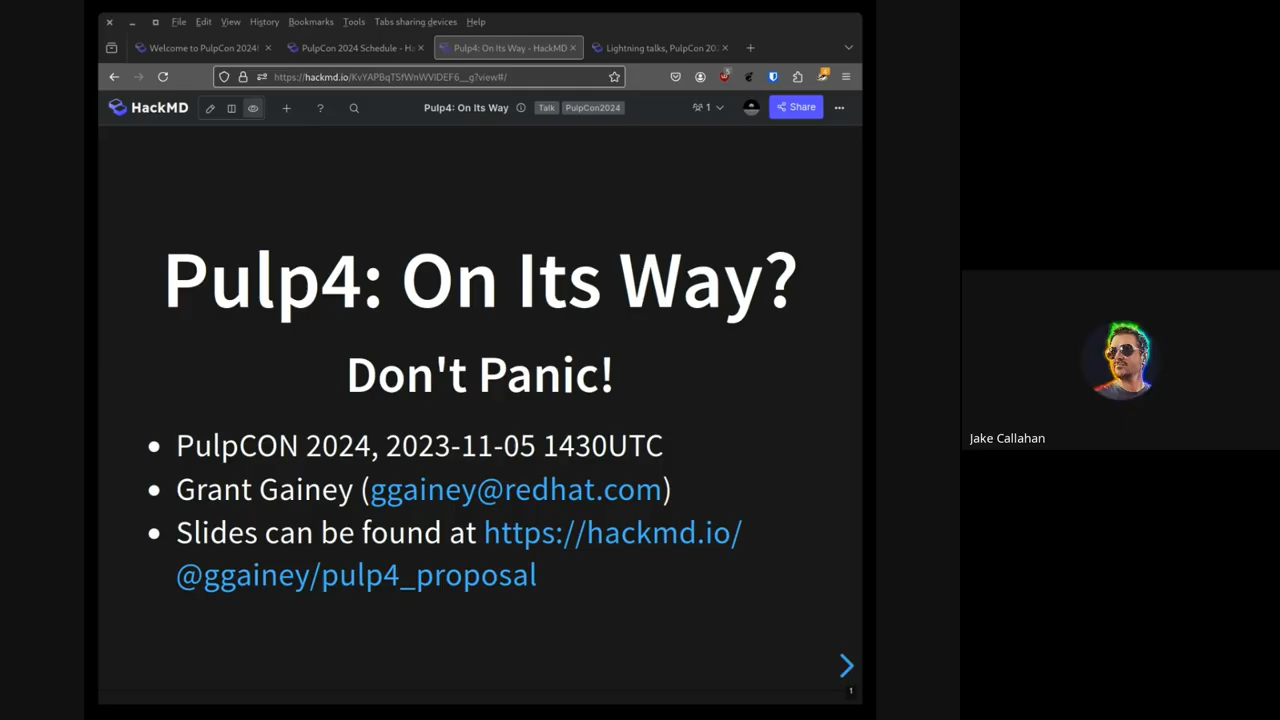 File Edit View History Bookmarks Tools Tabs sharing devices Help
Welcome to PulpCon 2024! PulpCon 2024 Schedule - H Pulp4: On Its Way - HackMD Lightning talks, PulpCon 202
https://hackmd.io/KvYAPBqTSfWnWVlDEF6__g?view#/
HackMD Pulp4: On Its Way Talk PulpCon2024 1 Share
Pulp4: On Its Way?
Don't Panic!
PulpCON 2024, 2023-11-05 1430UTC
Grant Gainey (ggainey@redhat.com)
Slides can be found at https://hackmd.io/
@ggainey/pulp4_proposal
1
Jake Callahan